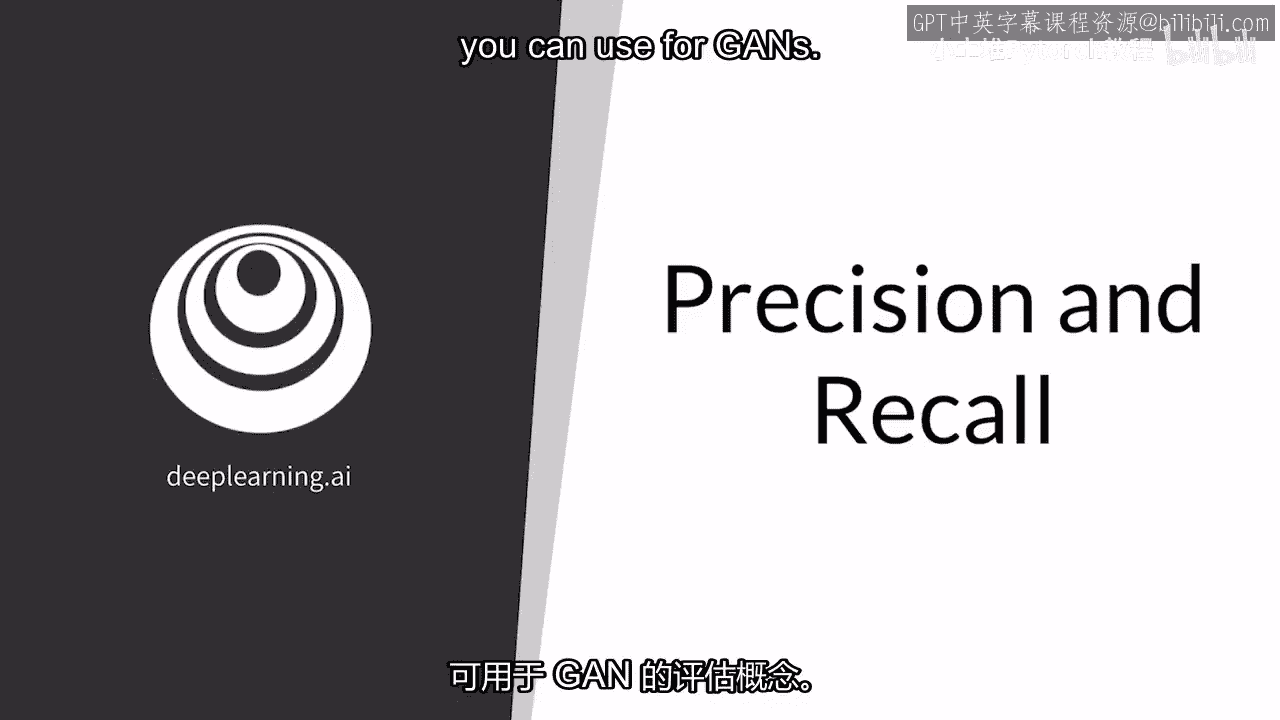 GPT中英字幕课程资源@bilibili.com
you can use for GANs.
bilibili
Precision and
Recall
deeplearning.ai
可用于 GAN 的评估概念。